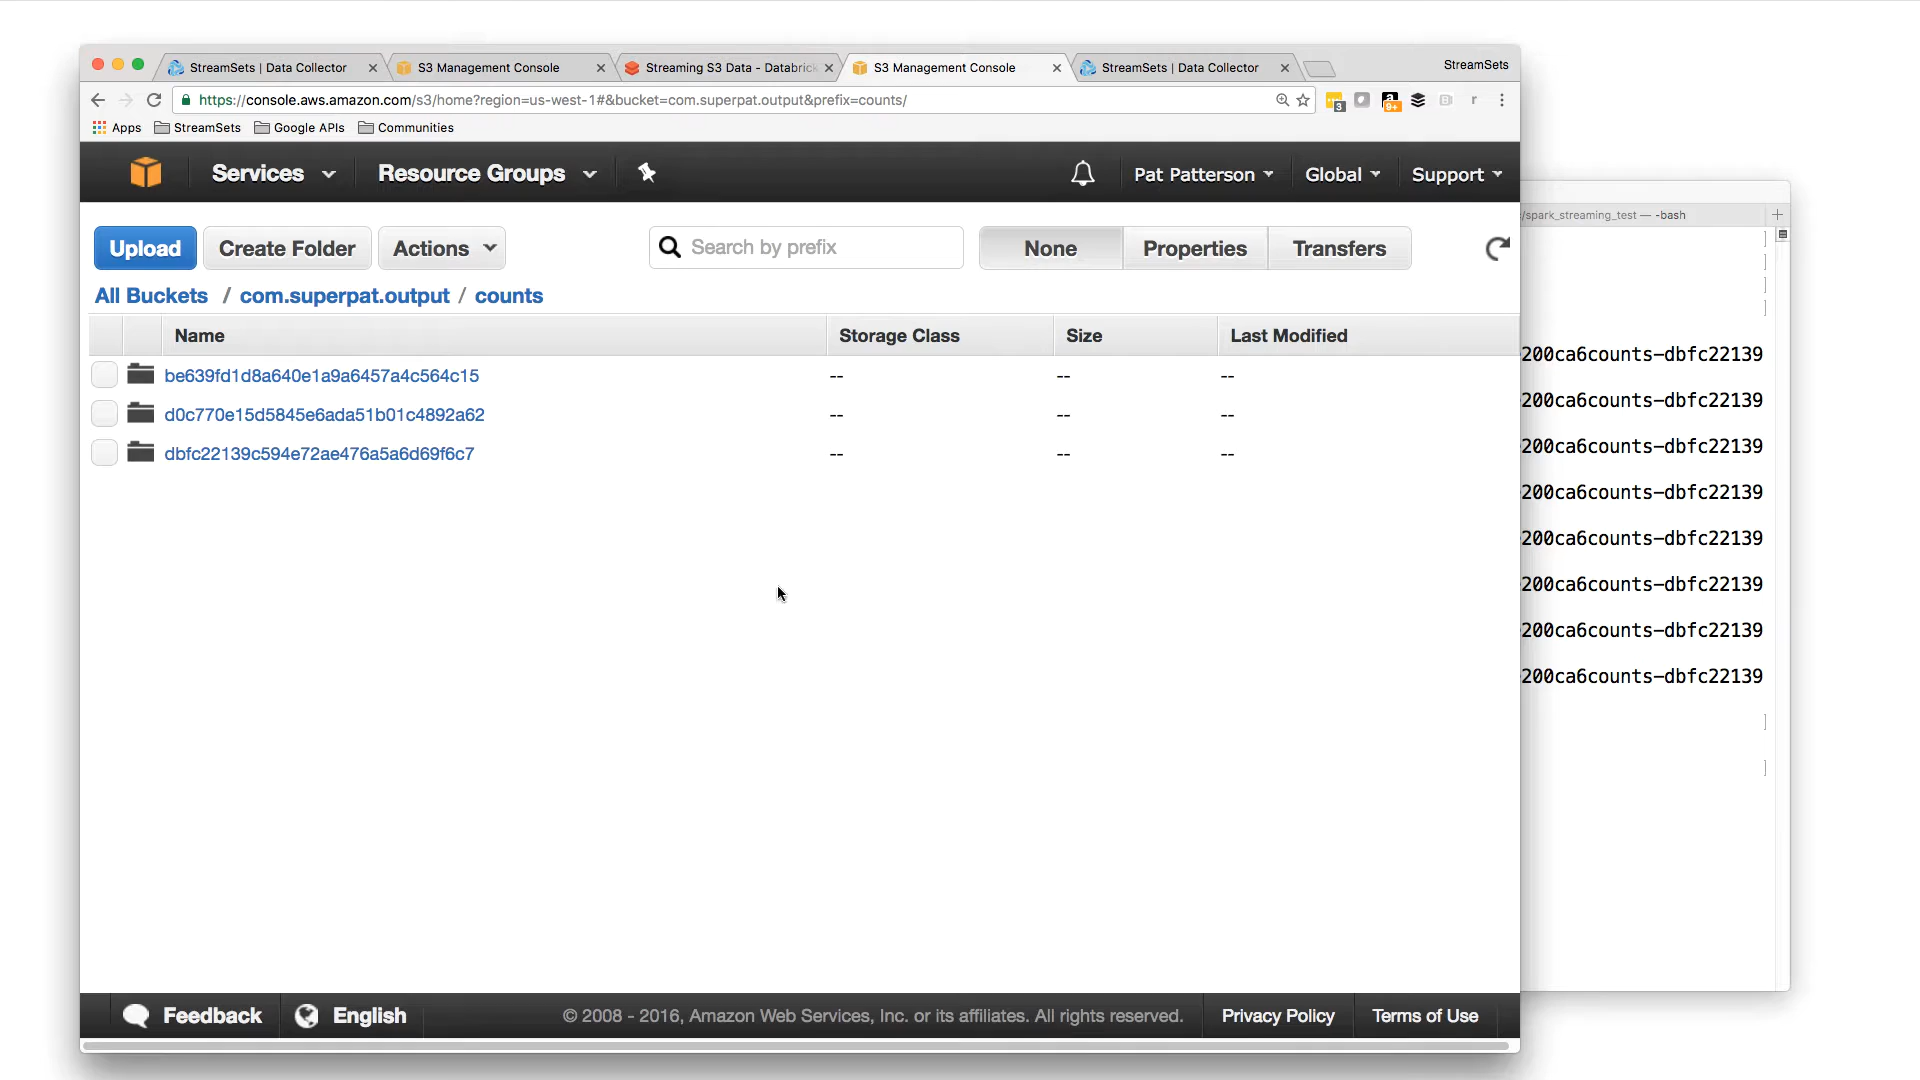 StreamSets | Data Collector
S3 Management Console
Streaming S3 Data - Databrick
S3 Management Console
StreamSets | Data Collector
StreamSets
https://console.aws.amazon.com/s3/home?region=us-west-1#&bucket=com.superpat.output&prefix=counts/
3
9+
r
Apps
StreamSets
Google APIs
Communities
Services
Resource Groups
Pat Patterson
Global
Support
/spark_streaming_test — -bash
Upload
Create Folder
Actions
Search by prefix
None
Properties
Transfers
All Buckets / com.superpat.output / counts
Name Storage Class Size Last Modified
be639fd1d8a640e1a9a6457a4c564c15 -- -- --
d0c770e15d5845e6ada51b01c4892a62 -- -- --
dbfc22139c594e72ae476a5a6d69f6c7 -- -- --
]
]
]
]
200ca6counts-dbfc22139
200ca6counts-dbfc22139
200ca6counts-dbfc22139
200ca6counts-dbfc22139
200ca6counts-dbfc22139
200ca6counts-dbfc22139
200ca6counts-dbfc22139
200ca6counts-dbfc22139
]
]
Feedback
English
© 2008 - 2016, Amazon Web Services, Inc. or its affiliates. All rights reserved.
Privacy Policy
Terms of Use